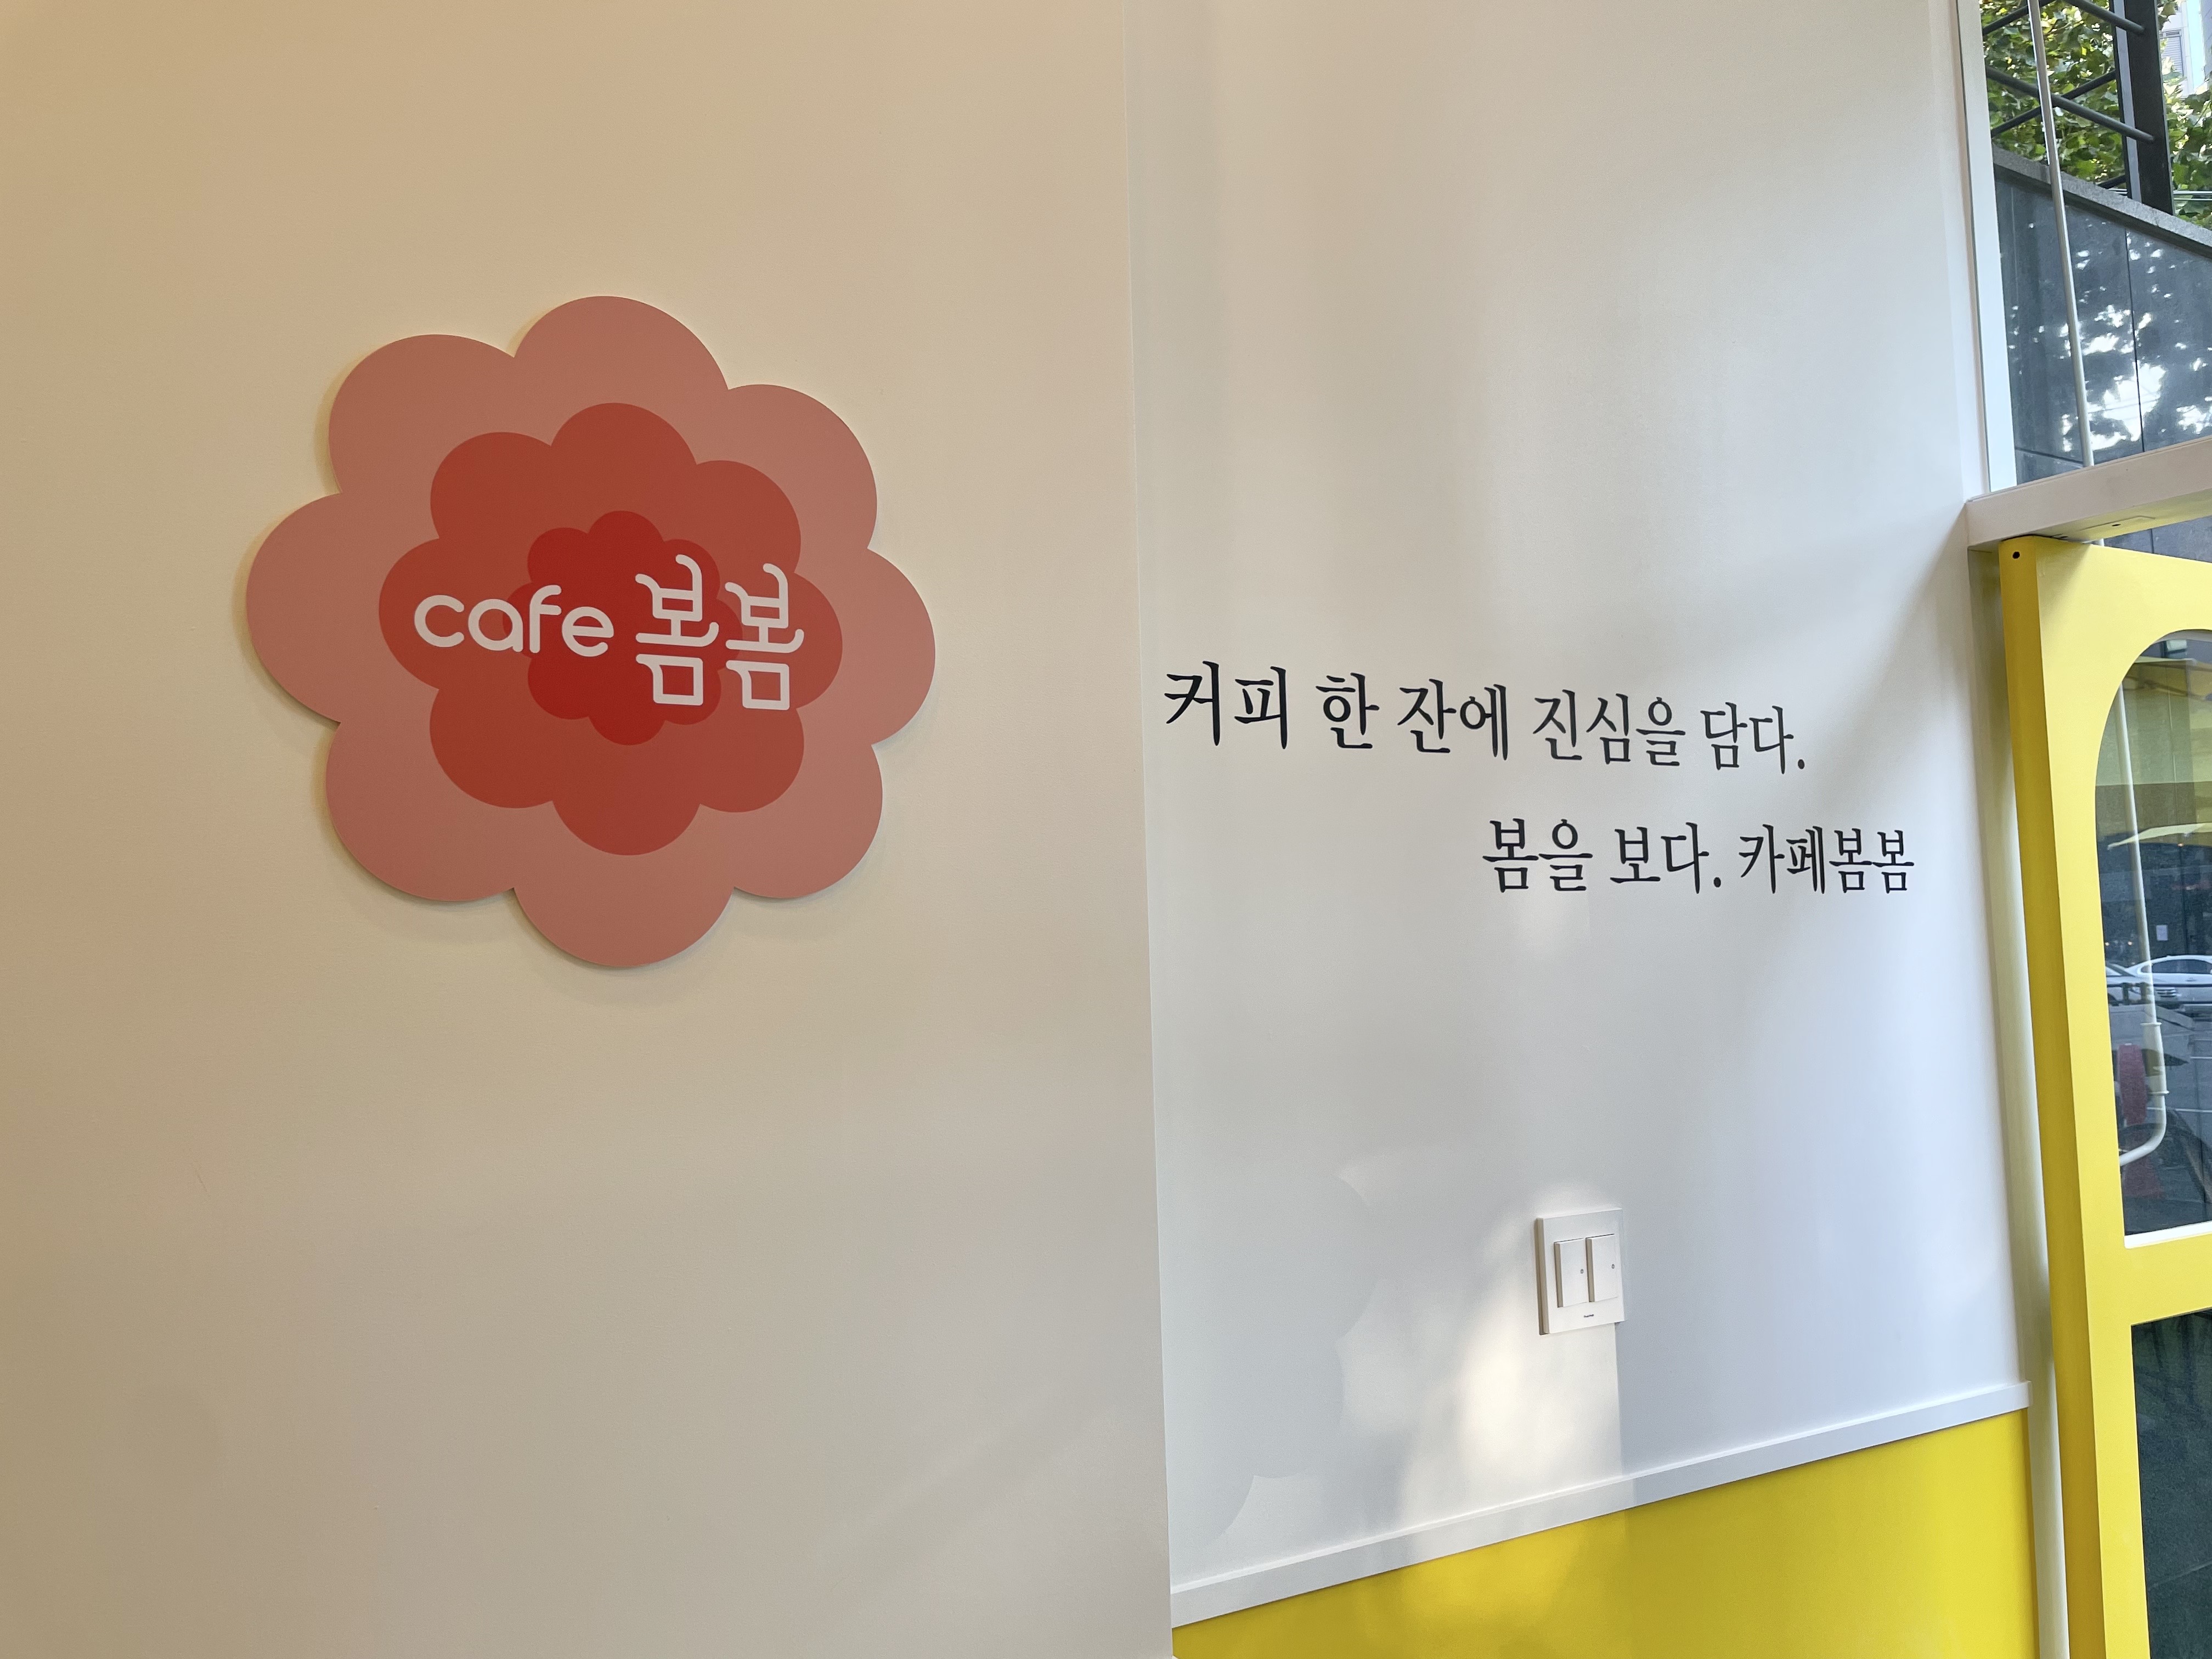 cafe 봄봄
커피 한 잔에 진심을 담다.
봄을 보다. 카페봄봄